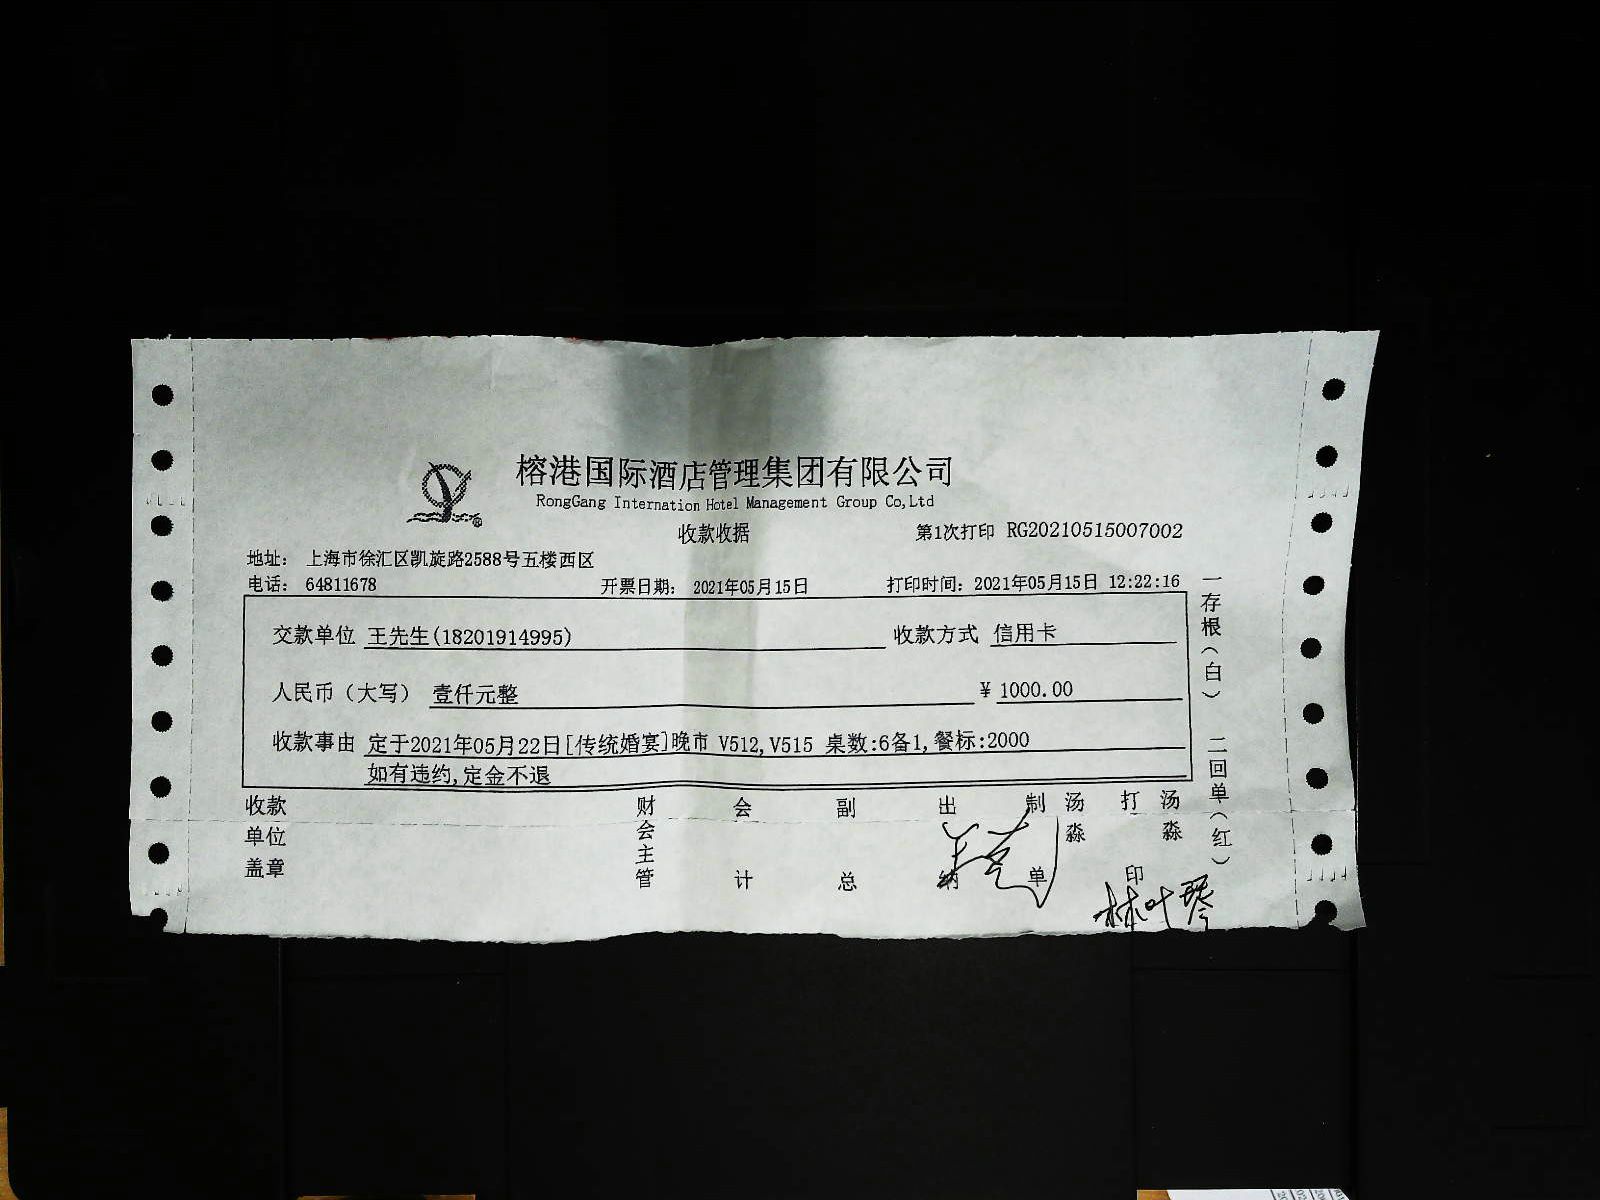 榕港国际酒店管理集团有限公司
RongGang Internation Hotel Management Group Co,Ltd
收款收据
第1次打印 RG20210515007002
地址： 上海市徐汇区凯旋路2588号五楼西区
电话： 64811678 开票日期： 2021年05月15日 打印时间：2021年05月15日 12:22:16
交款单位 王先生(18201914995) 收款方式 信用卡
人民币（大写） 壹仟元整 ¥ 1000.00
收款事由 定于2021年05月22日[传统婚宴]晚市 V512,V515 桌数:6备1,餐标:2000
如有违约,定金不退
收款单位盖章 财会主管 会计 副总 出纳 制单 汤淼 打印 汤淼
林叶琴
一存根（白） 二回单（红）